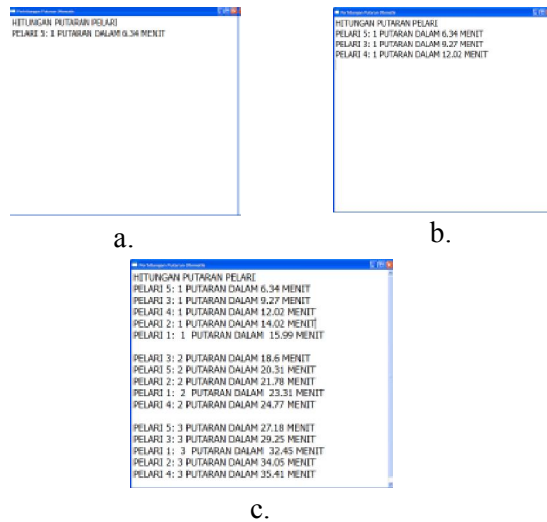 HITUNGAN PUTARAN PELARI
PELARI 5: 1 PUTARAN DALAM 6.34 MENIT
a.
HITUNGAN PUTARAN PELARI
PELARI 5: 1 PUTARAN DALAM 6.34 MENIT
PELARI 3: 1 PUTARAN DALAM 9.27 MENIT
PELARI 4: 1 PUTARAN DALAM 12.02 MENIT
b.
HITUNGAN PUTARAN PELARI
PELARI 5: 1 PUTARAN DALAM 6.34 MENIT
PELARI 3: 1 PUTARAN DALAM 9.27 MENIT
PELARI 4: 1 PUTARAN DALAM 12.02 MENIT
PELARI 2: 1 PUTARAN DALAM 14.02 MENIT
PELARI 1: 1 PUTARAN DALAM 15.99 MENIT
PELARI 3: 2 PUTARAN DALAM 18.6 MENIT
PELARI 5: 2 PUTARAN DALAM 20.31 MENIT
PELARI 2: 2 PUTARAN DALAM 21.78 MENIT
PELARI 1: 2 PUTARAN DALAM 23.31 MENIT
PELARI 4: 2 PUTARAN DALAM 24.77 MENIT
PELARI 5: 3 PUTARAN DALAM 27.18 MENIT
PELARI 3: 3 PUTARAN DALAM 29.25 MENIT
PELARI 1: 3 PUTARAN DALAM 32.45 MENIT
PELARI 2: 3 PUTARAN DALAM 34.05 MENIT
PELARI 4: 3 PUTARAN DALAM 35.41 MENIT
c.